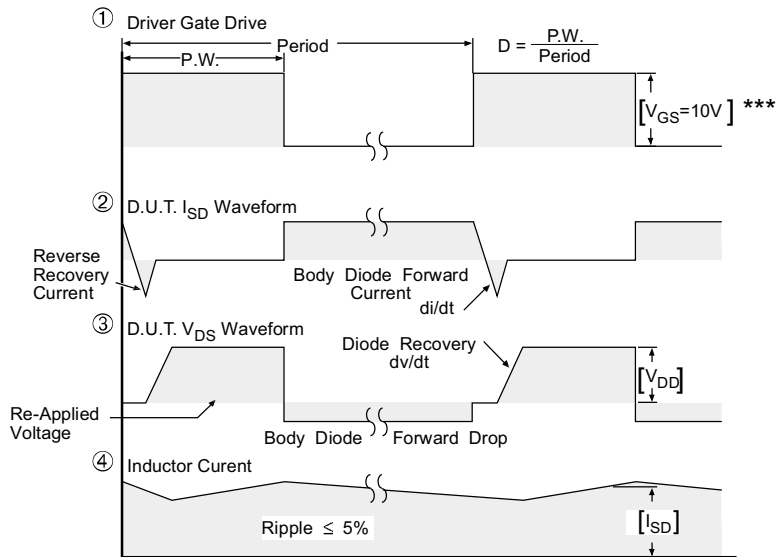 ① Driver Gate Drive
Period
P.W.
D = P.W. / Period
[V_GS=10V] ***
② D.U.T. I_SD Waveform
Reverse
Recovery
Current
Body Diode Forward
Current
di/dt
③ D.U.T. V_DS Waveform
Diode Recovery
dv/dt
[V_DD]
Re-Applied
Voltage
Body Diode Forward Drop
④ Inductor Curent
Ripple ≤ 5%
[I_SD]